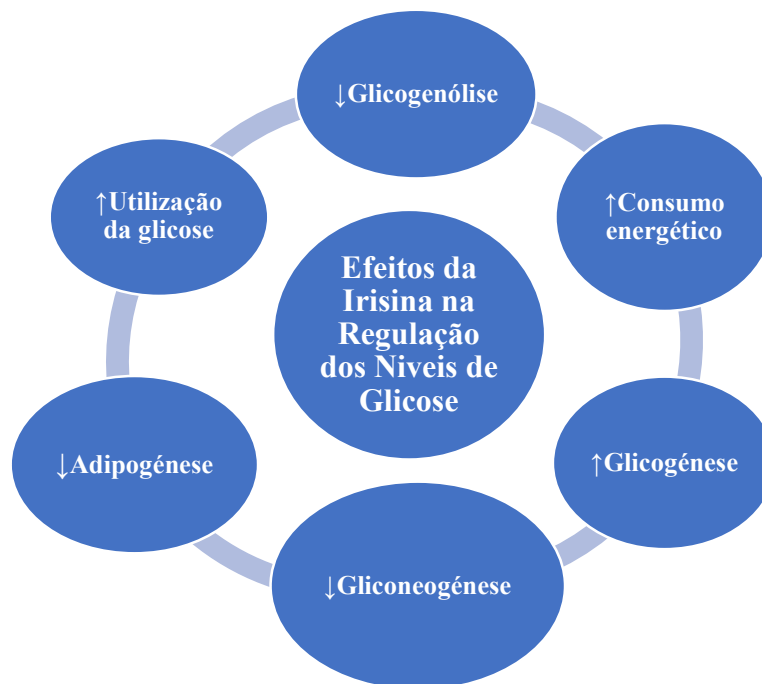 ↓Glicogenólise
↑Utilização
da glicose
↑Consumo
energético
Efeitos da
Irisina na
Regulação
dos Niveis de
Glicose
↓Adipogénese
↑Glicogénese
↓Gliconeogénese